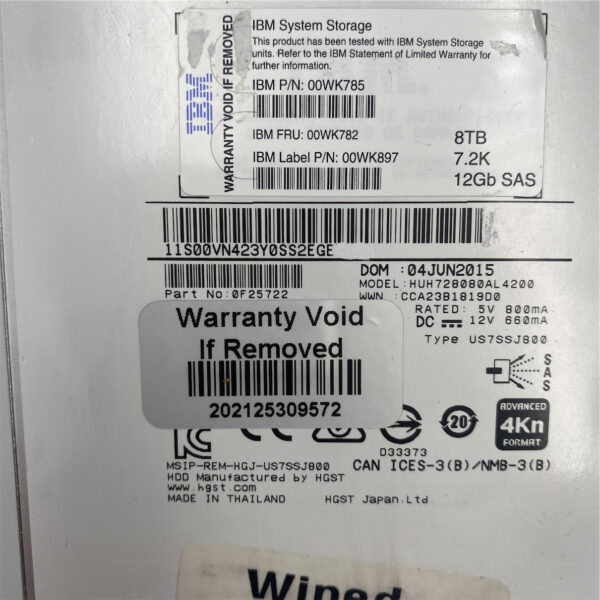 IBM
WARRANTY VOID IF REMOVED
IBM System Storage
This product has been tested with IBM System Storage
units. Refer to the IBM Statement of Limited Warranty for
further information.
IBM P/N: 00WK785
IBM FRU: 00WK782
IBM Label P/N: 00WK897
8TB
7.2K
12Gb SAS
11S00VN423Y0SS2EGE
Part No:0F25722
DOM :04JUN2015
MODEL:HUH728080AL4200
WWN :CCA23B1819D0
RATED: 5V 800mA
DC 12V 660mA
Type US7SSJ800
SAS
Warranty Void
If Removed
202125309572
20
ADVANCED
4Kn
FORMAT
D33373
MSIP-REM-HGJ-US7SSJ800
CAN ICES-3(B)/NMB-3(B)
HDD Manufactured by HGST
www.hgst.com
MADE IN THAILAND
HGST Japan.Ltd.
Wiped